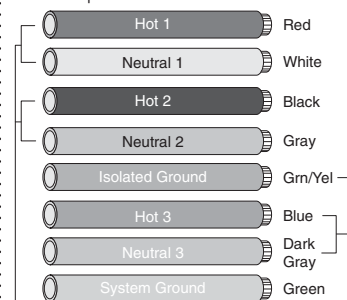 Hot 1 Red
Neutral 1 White
Hot 2 Black
Neutral 2 Gray
Isolated Ground Grn/Yel
Hot 3 Blue
Neutral 3 Dark
Gray
System Ground Green